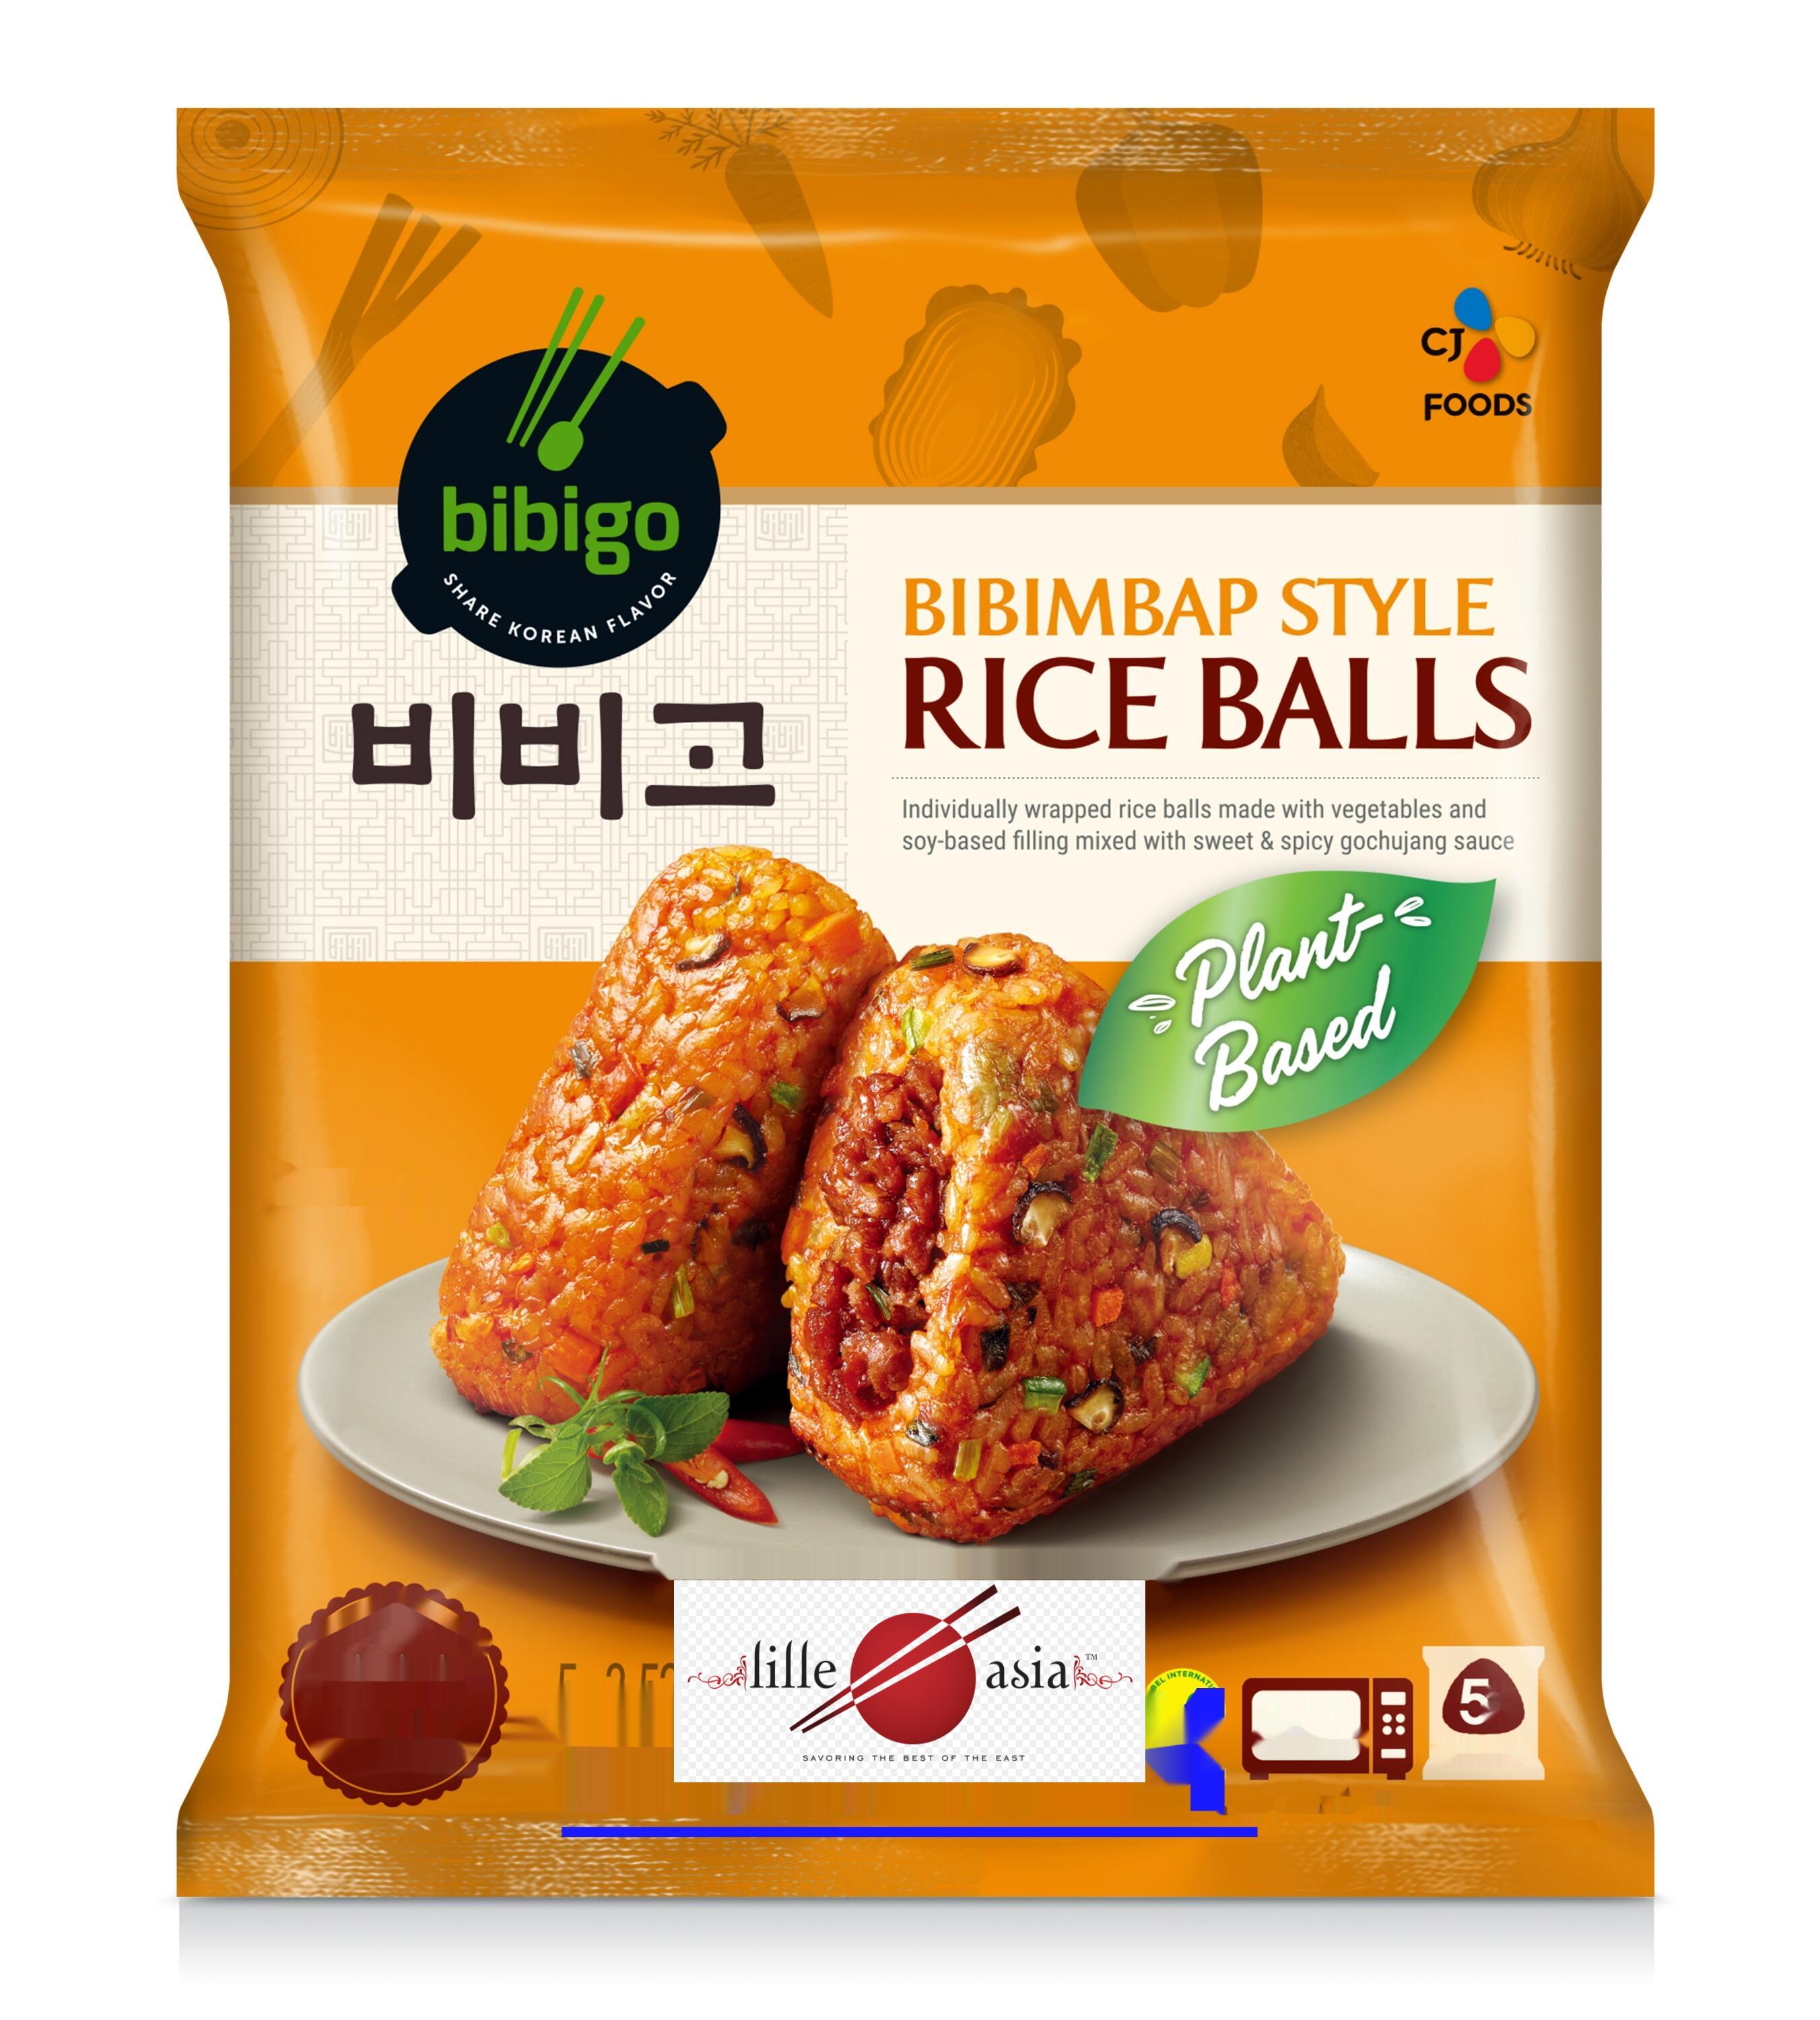 CJ
FOODS
bibigo
SHARE KOREAN FLAVOR
비비고
BIBIMBAP STYLE
RICE BALLS
Individually wrapped rice balls made with vegetables and
soy-based filling mixed with sweet & spicy gochujang sauce
Plant-
Based
lille asia™
SAVORING THE BEST OF THE EAST
5